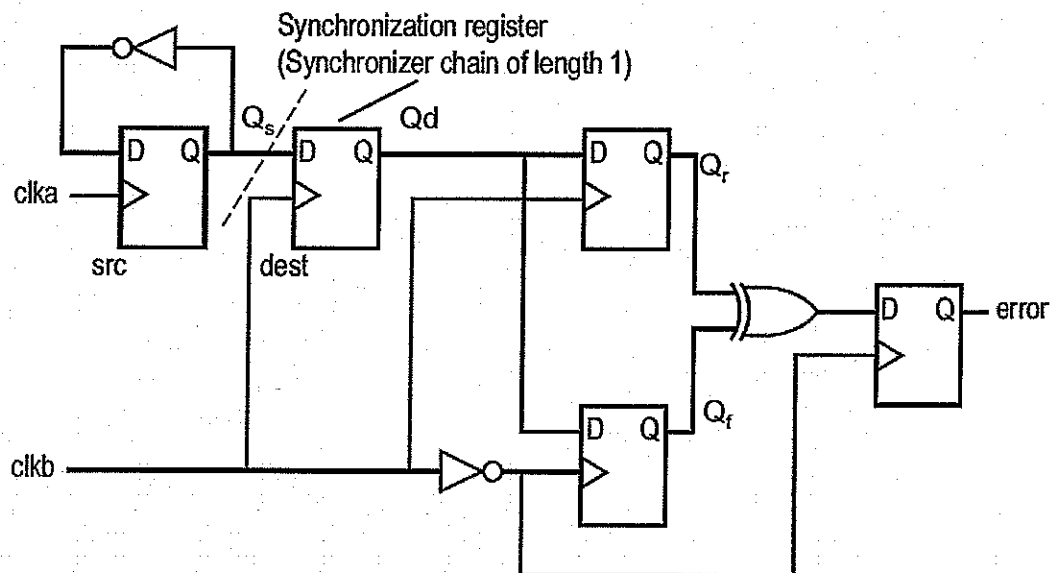 Synchronization register
(Synchronizer chain of length 1)
Qs
Qd
D Q
D Q
D Q
Qr
clka
src
dest
D Q
error
Qf
D Q
clkb